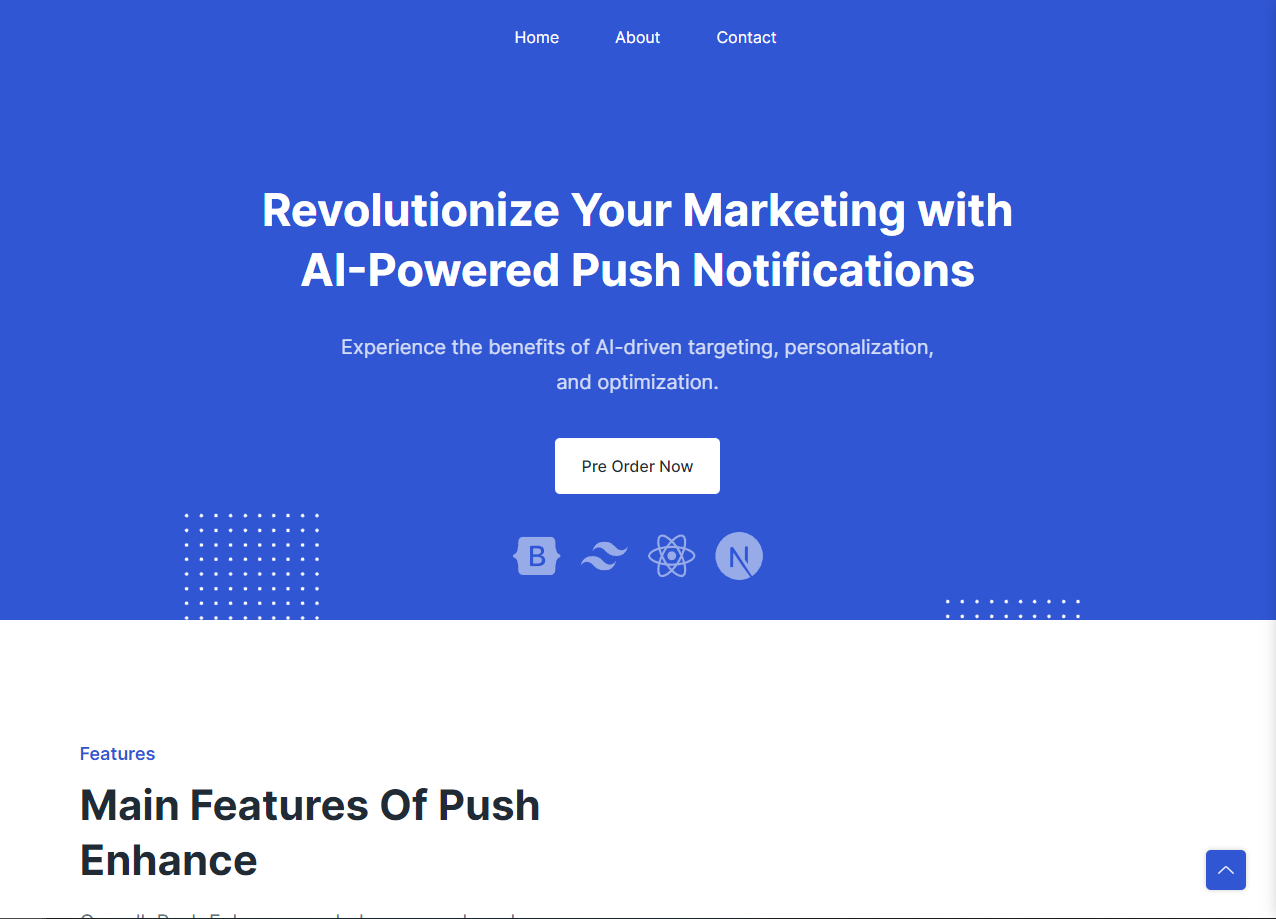 Home About Contact
Revolutionize Your Marketing with
AI-Powered Push Notifications
Experience the benefits of AI-driven targeting, personalization,
and optimization.
Pre Order Now
B N
Features
Main Features Of Push
Enhance